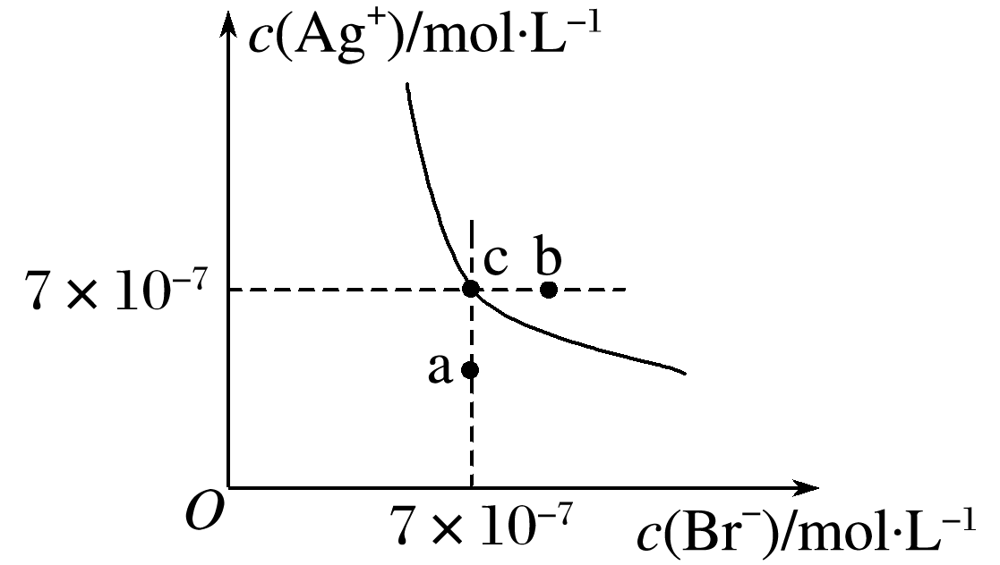 c(Ag⁺)/mol·L⁻¹
c b
7 × 10⁻⁷
a
O
7 × 10⁻⁷ c(Br⁻)/mol·L⁻¹